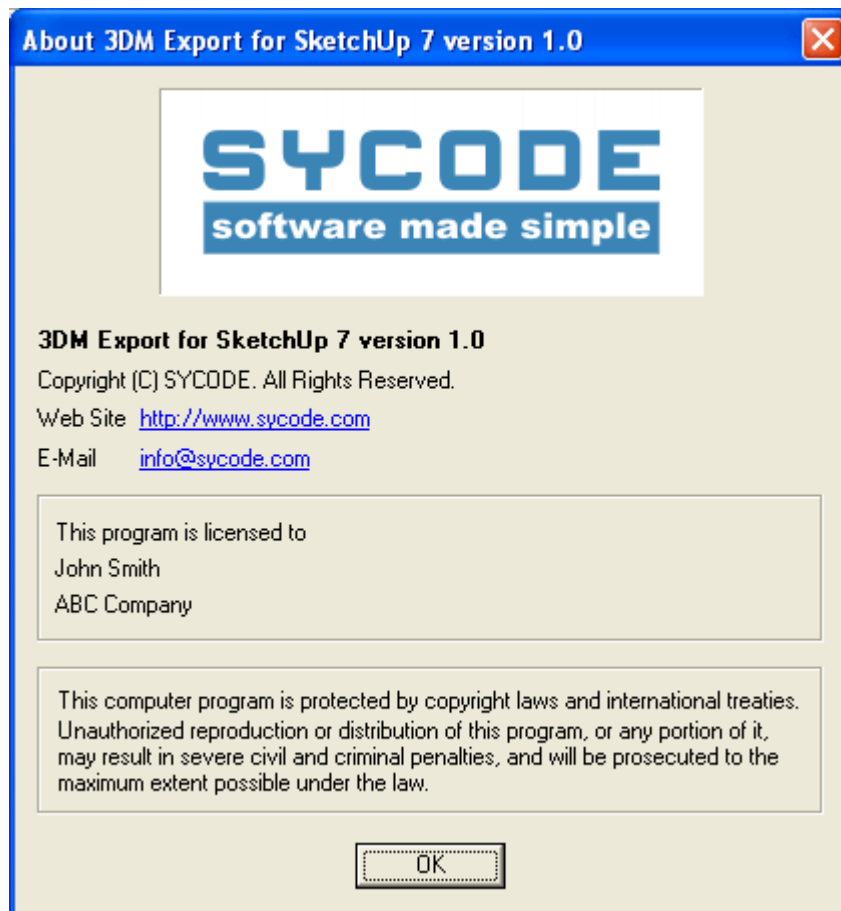 About 3DM Export for SketchUp 7 version 1.0
SYCODE
software made simple
3DM Export for SketchUp 7 version 1.0
Copyright (C) SYCODE. All Rights Reserved.
Web Site http://www.sycode.com
E-Mail info@sycode.com
This program is licensed to
John Smith
ABC Company
This computer program is protected by copyright laws and international treaties.
Unauthorized reproduction or distribution of this program, or any portion of it,
may result in severe civil and criminal penalties, and will be prosecuted to the
maximum extent possible under the law.
OK